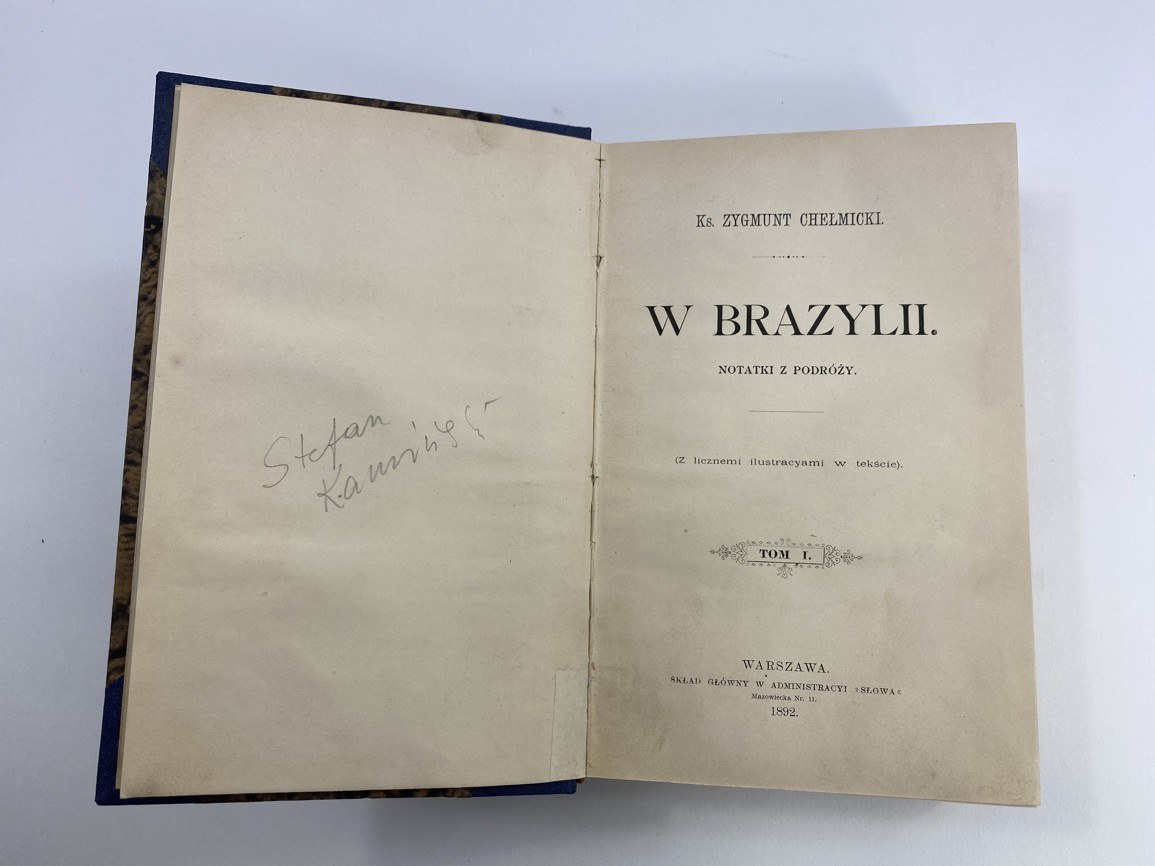 Stefan
Kamiński
Ks. ZYGMUNT CHEŁMICKI.
W BRAZYLII.
NOTATKI Z PODRÓŻY.
(Z licznemi ilustracyami w tekście).
TOM I.
WARSZAWA.
SKŁAD GŁÓWNY W ADMINISTRACYI »SŁOWA«
Mazowiecka Nr. 11.
1892.